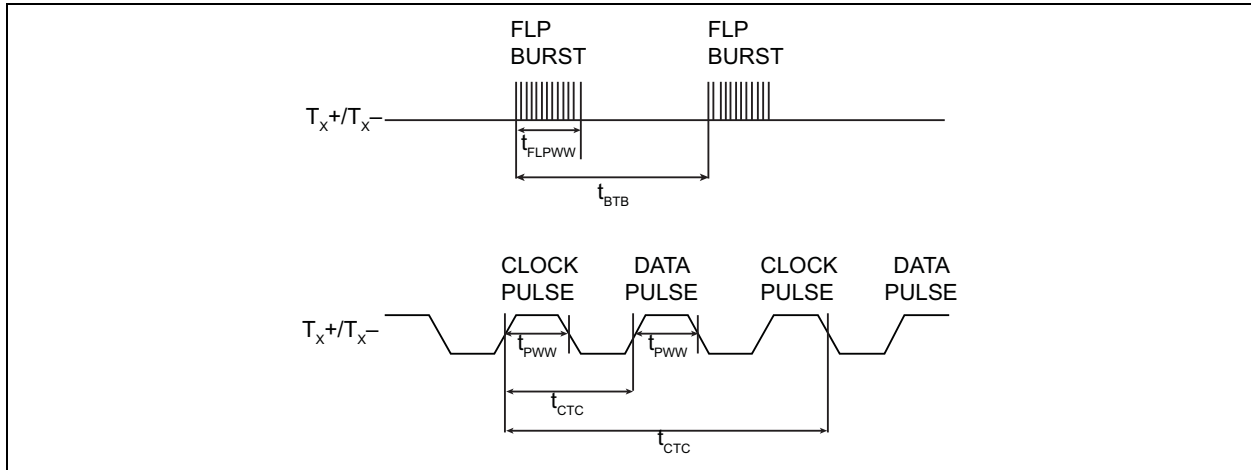 FLP
BURST
FLP
BURST
Tx+/Tx–
tFLPWW
tBTB
CLOCK
PULSE
DATA
PULSE
CLOCK
PULSE
DATA
PULSE
Tx+/Tx–
tPWW
tPWW
tCTC
tCTC